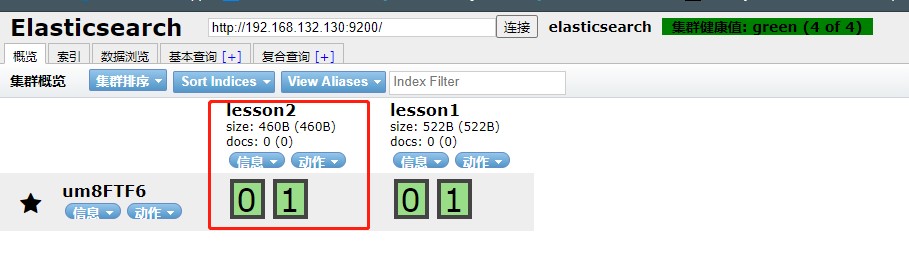 Elasticsearch http://192.168.132.130:9200/ 连接 elasticsearch 集群健康值: green (4 of 4)
概览 索引 数据浏览 基本查询 [+] 复合查询 [+]
集群概览 集群排序 Sort Indices View Aliases Index Filter
lesson2 lesson1
size: 460B (460B) size: 522B (522B)
docs: 0 (0) docs: 0 (0)
信息 动作 信息 动作
um8FTF6 0 1 0 1
信息 动作